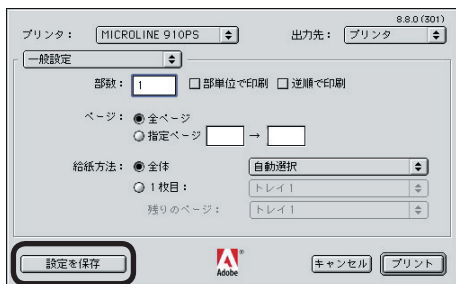 8.8.0 (301)
プリンタ： MICROLINE 910PS 出力先： プリンタ
一般設定
部数： 1 部単位で印刷 逆順で印刷
ページ： 全ページ
指定ページ →
給紙方法： 全体 自動選択
1 枚目： トレイ 1
残りのページ： トレイ 1
設定を保存 Adobe キャンセル プリント